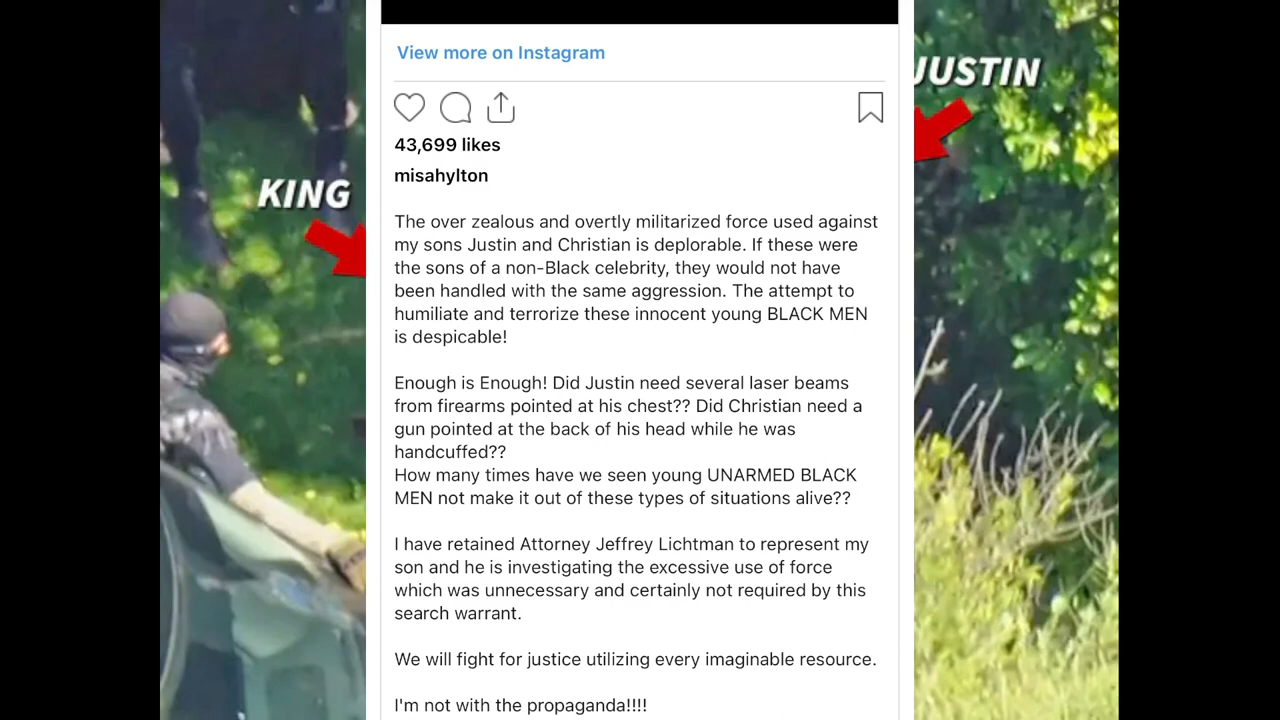 View more on Instagram
JUSTIN
43,699 likes
misahylton
KING
The over zealous and overtly militarized force used against
my sons Justin and Christian is deplorable. If these were
the sons of a non-Black celebrity, they would not have
been handled with the same aggression. The attempt to
humiliate and terrorize these innocent young BLACK MEN
is despicable!
Enough is Enough! Did Justin need several laser beams
from firearms pointed at his chest?? Did Christian need a
gun pointed at the back of his head while he was
handcuffed??
How many times have we seen young UNARMED BLACK
MEN not make it out of these types of situations alive??
I have retained Attorney Jeffrey Lichtman to represent my
son and he is investigating the excessive use of force
which was unnecessary and certainly not required by this
search warrant.
We will fight for justice utilizing every imaginable resource.
I'm not with the propaganda!!!!